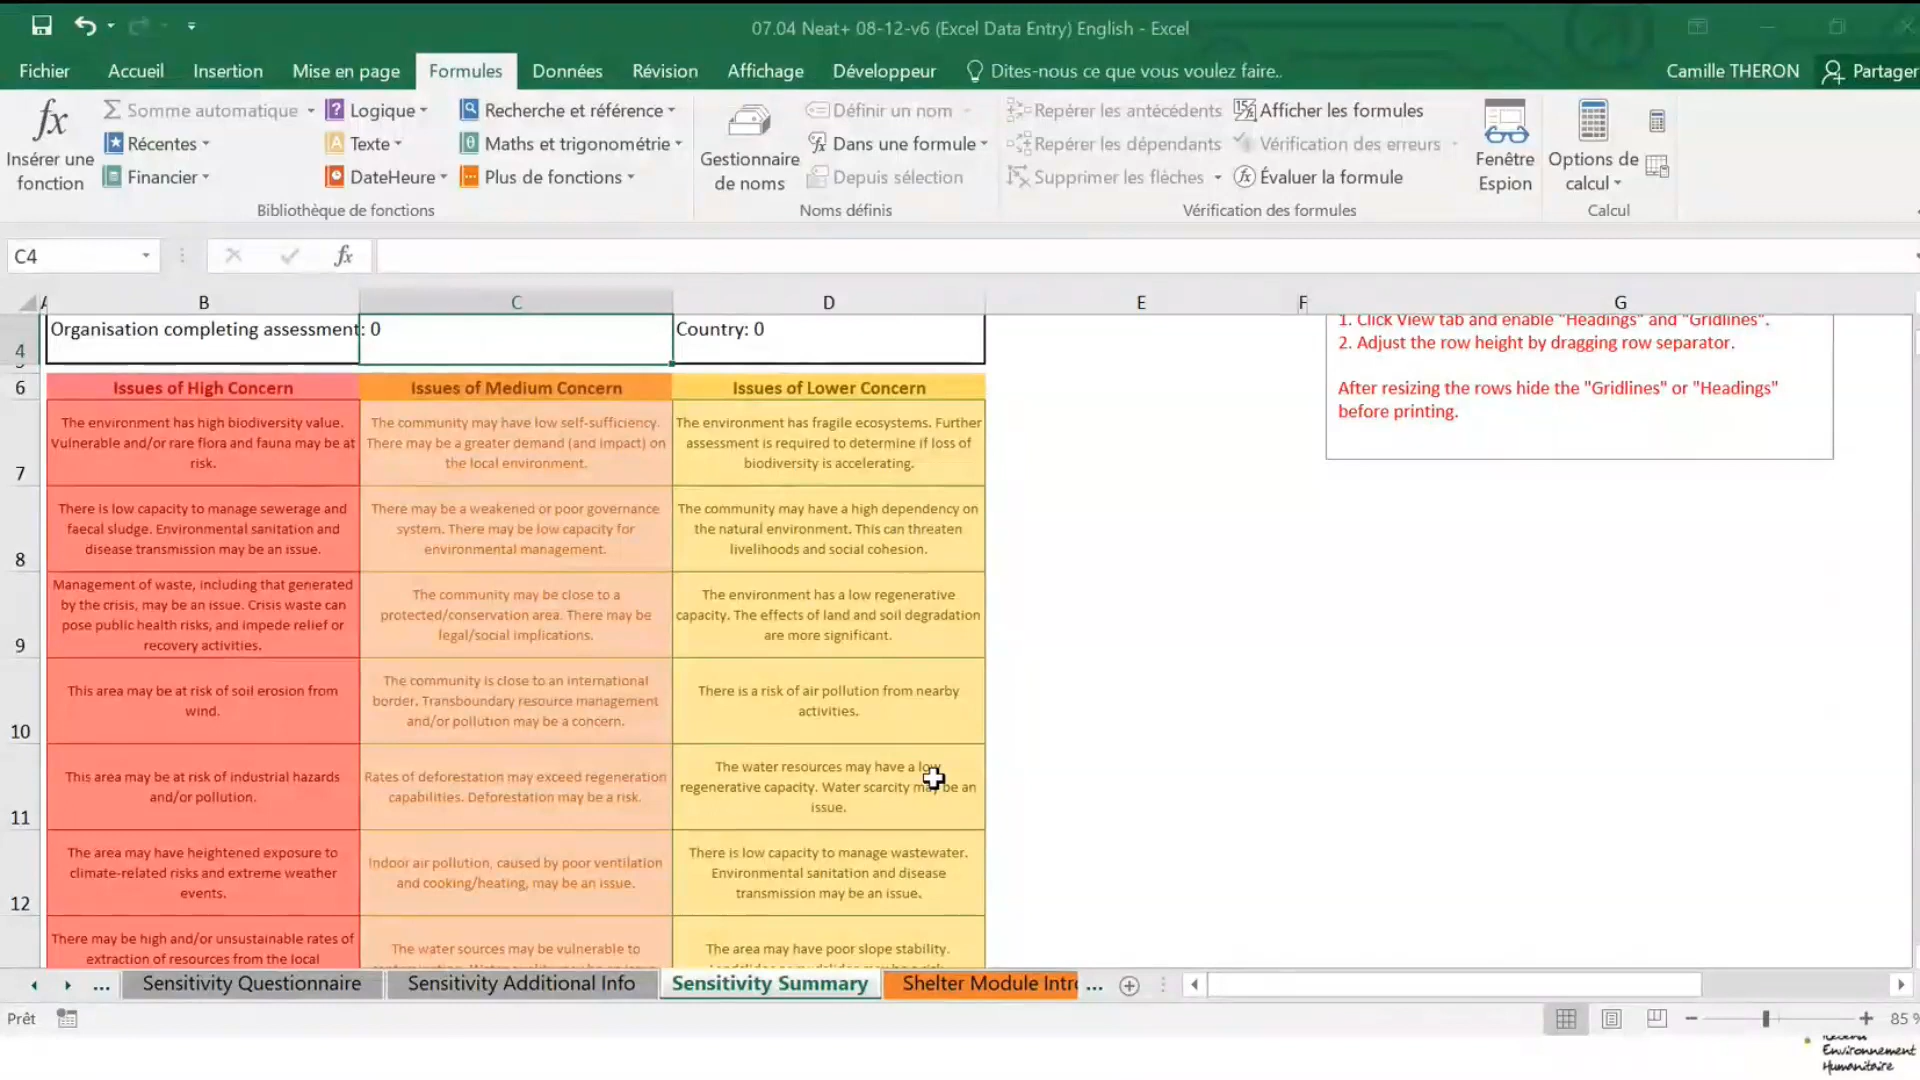 07.04 Neat+ 08-12-v6 (Excel Data Entry) English - Excel
Fichier Accueil Insertion Mise en page Formules Données Révision Affichage Développeur Dites-nous ce que vous voulez faire.. Camille THERON Partager
Insérer une
fonction
Somme automatique
Récentes
Financier
Logique
Texte
DateHeure
Recherche et référence
Maths et trigonométrie
Plus de fonctions
Bibliothèque de fonctions
Gestionnaire
de noms
Définir un nom
Dans une formule
Depuis sélection
Noms définis
Repérer les antécédents
Repérer les dépendants
Supprimer les flèches
Afficher les formules
Vérification des erreurs
Évaluer la formule
Vérification des formules
Fenêtre
Espion
Options de
calcul
Calcul
C4
fx
A B C D E F G
4
Organisation completing assessment: 0
Country: 0
1. Click View tab and enable "Headings" and "Gridlines".
2. Adjust the row height by dragging row separator.
After resizing the rows hide the "Gridlines" or "Headings"
before printing.
6
Issues of High Concern
Issues of Medium Concern
Issues of Lower Concern
7
The environment has high biodiversity value.
Vulnerable and/or rare flora and fauna may be at
risk.
The community may have low self-sufficiency.
There may be a greater demand (and impact) on
the local environment.
The environment has fragile ecosystems. Further
assessment is required to determine if loss of
biodiversity is accelerating.
8
There is low capacity to manage sewerage and
faecal sludge. Environmental sanitation and
disease transmission may be an issue.
There may be a weakened or poor governance
system. There may be low capacity for
environmental management.
The community may have a high dependency on
the natural environment. This can threaten
livelihoods and social cohesion.
9
Management of waste, including that generated
by the crisis, may be an issue. Crisis waste can
pose public health risks, and impede relief or
recovery activities.
The community may be close to a
protected/conservation area. There may be
legal/social implications.
The environment has a low regenerative
capacity. The effects of land and soil degradation
are more significant.
10
This area may be at risk of soil erosion from
wind.
The community is close to an international
border. Transboundary resource management
and/or pollution may be a concern.
There is a risk of air pollution from nearby
activities.
11
This area may be at risk of industrial hazards
and/or pollution.
Rates of deforestation may exceed regeneration
capabilities. Deforestation may be a risk.
The water resources may have a low
regenerative capacity. Water scarcity may be an
issue.
12
The area may have heightened exposure to
climate-related risks and extreme weather
events.
Indoor air pollution, caused by poor ventilation
and cooking/heating, may be an issue.
There is low capacity to manage wastewater.
Environmental sanitation and disease
transmission may be an issue.
There may be high and/or unsustainable rates of
extraction of resources from the local
The water sources may be vulnerable to
The area may have poor slope stability.
... Sensitivity Questionnaire Sensitivity Additional Info Sensitivity Summary Shelter Module Intro ...
Prêt
85 %
Environnement
Humanitaire